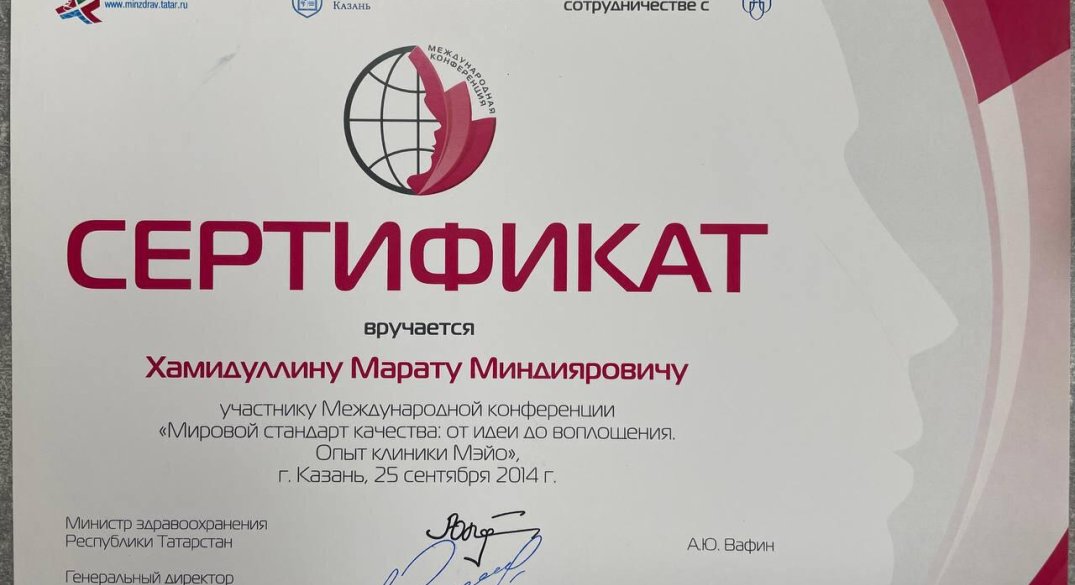 www.minzdrav.tatar.ru
КАЗАНЬ
сотрудничестве с
МЕЖДУНАРОДНАЯ
КОНФЕРЕНЦИЯ
СЕРТИФИКАТ
вручается
Хамидуллину Марату Миндияровичу
участнику Международной конференции
«Мировой стандарт качества: от идеи до воплощения.
Опыт клиники Мэйо»,
г. Казань, 25 сентября 2014 г.
Министр здравоохранения
Республики Татарстан
А.Ю. Вафин
Генеральный директор